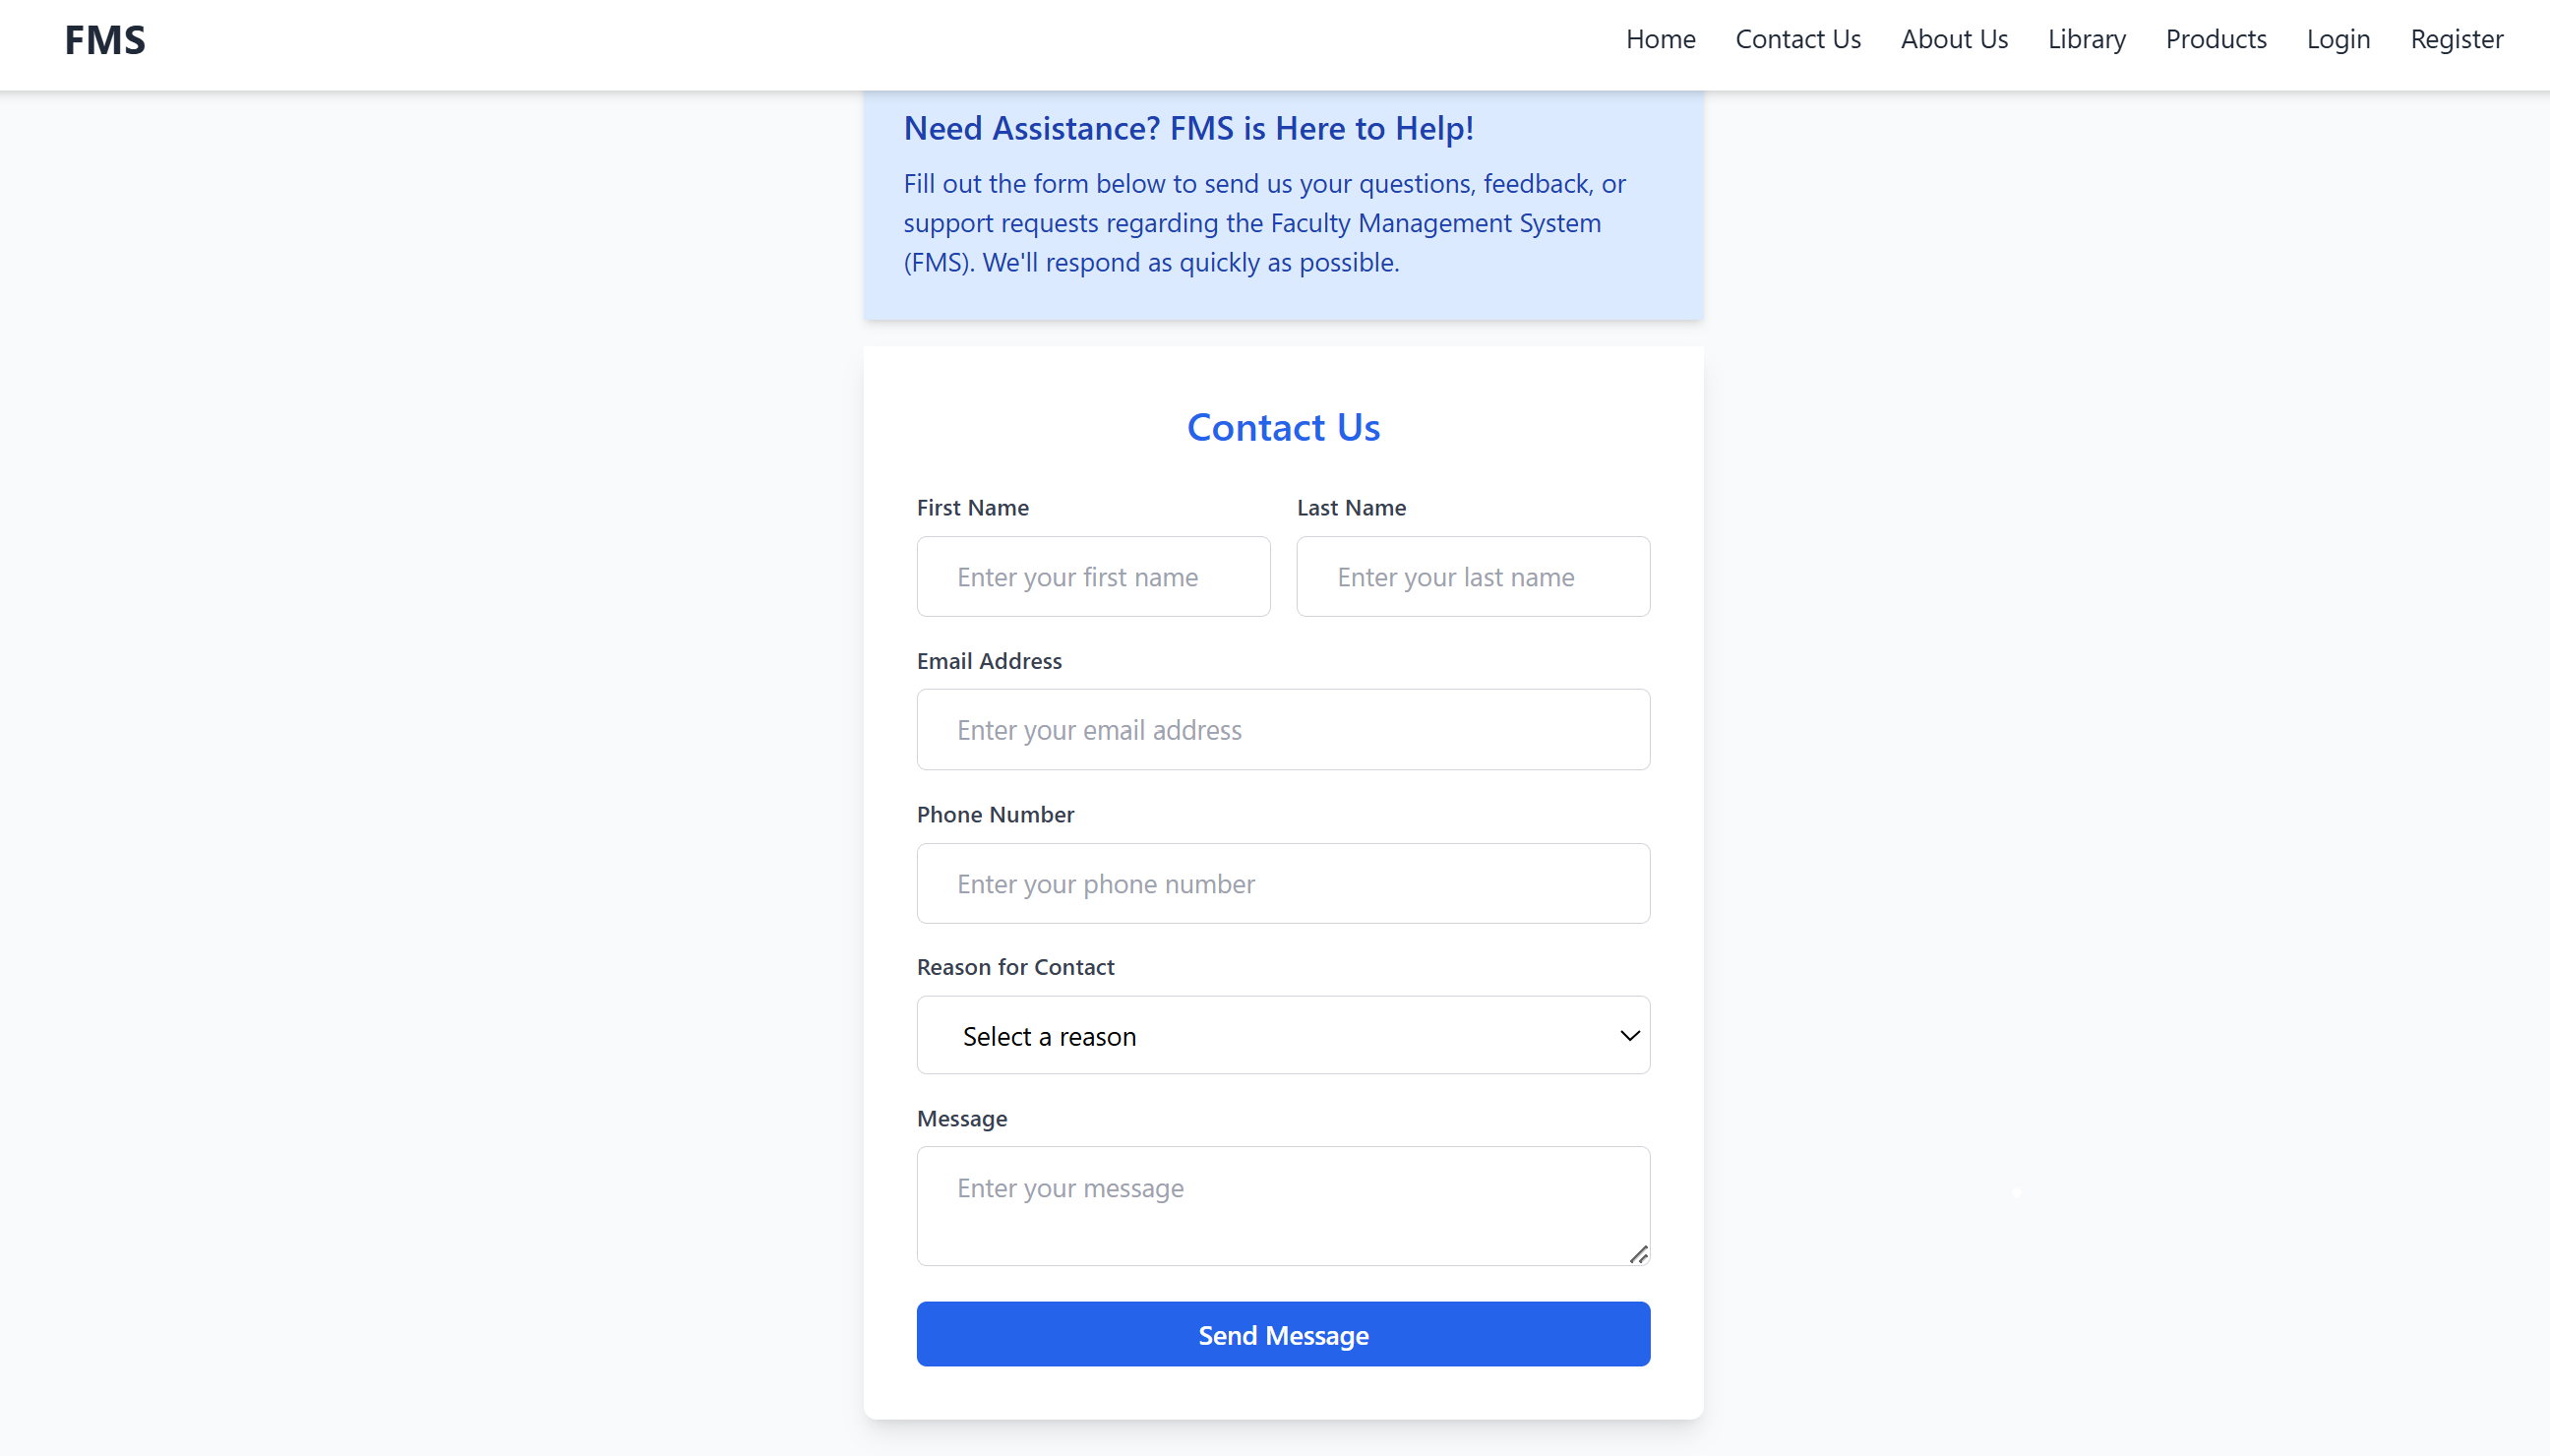 FMS
Home Contact Us About Us Library Products Login Register
Need Assistance? FMS is Here to Help!
Fill out the form below to send us your questions, feedback, or
support requests regarding the Faculty Management System
(FMS). We'll respond as quickly as possible.
Contact Us
First Name
Last Name
Enter your first name
Enter your last name
Email Address
Enter your email address
Phone Number
Enter your phone number
Reason for Contact
Select a reason
Message
Enter your message
Send Message